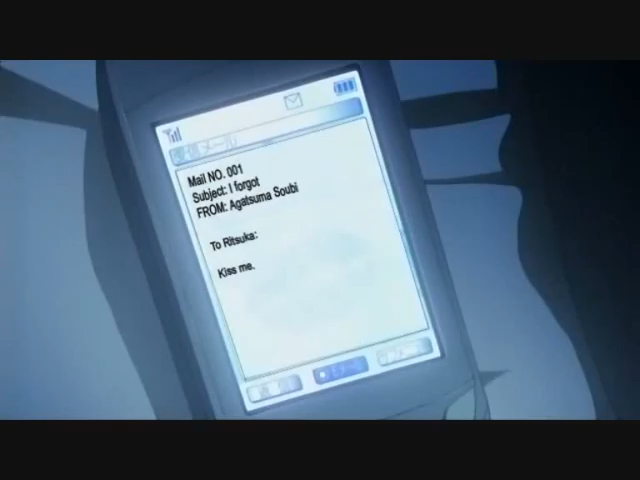 Mail NO. 001
Subject: I forgot
FROM: Agatsuma Soubi
To Ritsuka:
Kiss me.